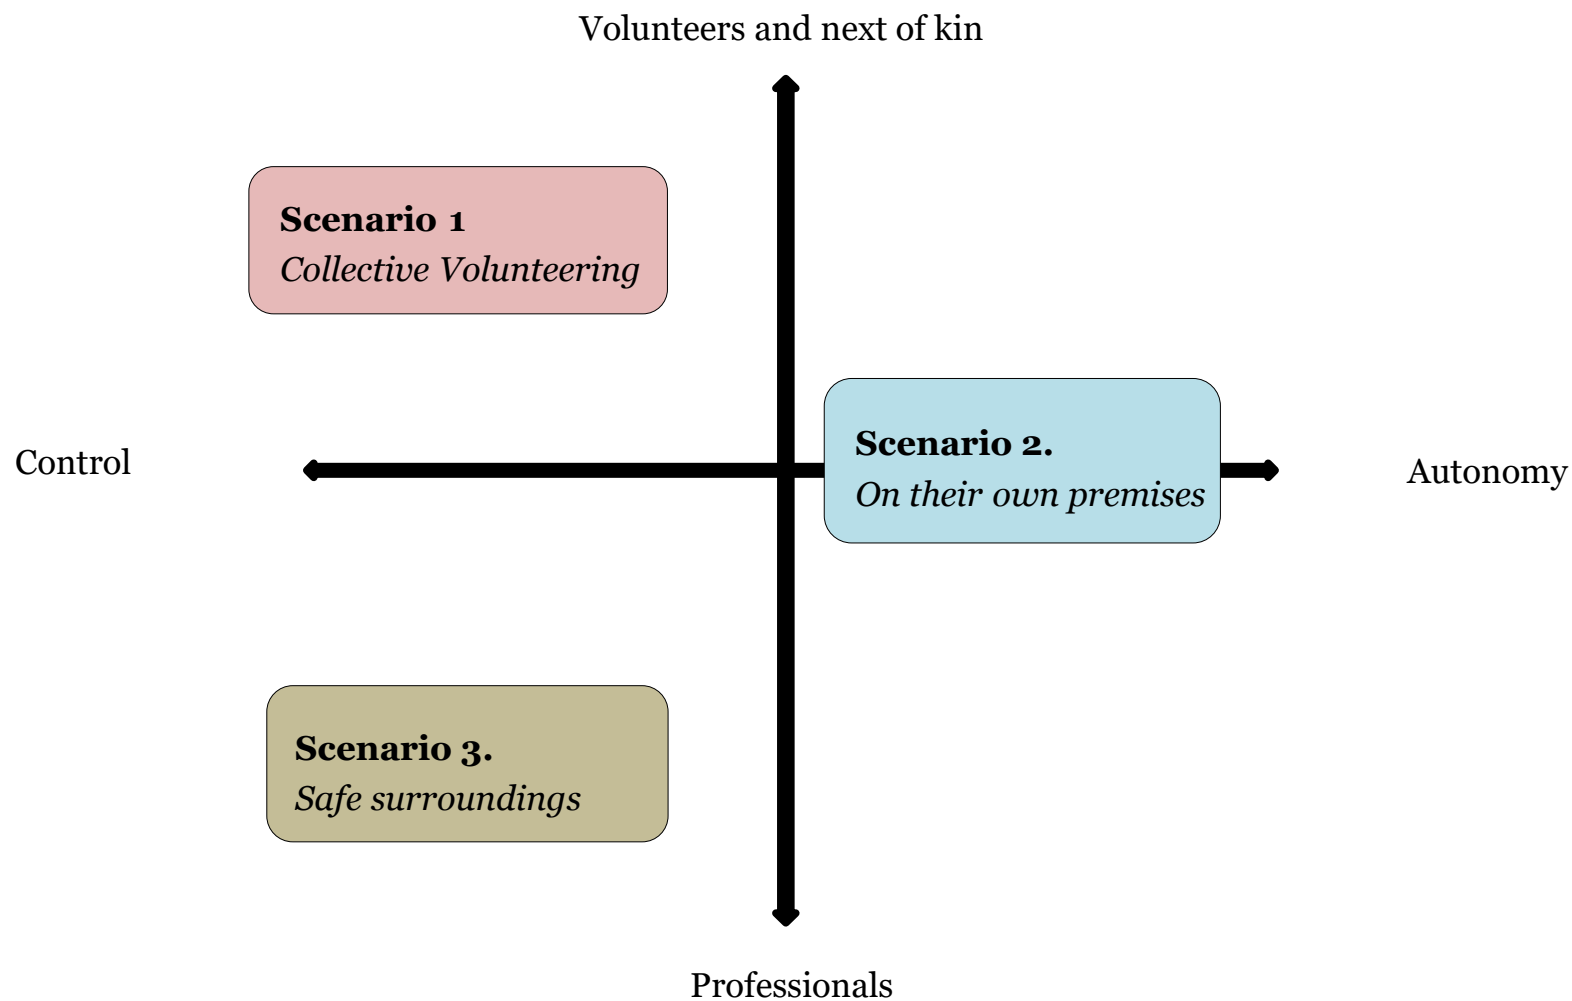 Volunteers and next of kin
Scenario 1
Collective Volunteering
Control
Scenario 2.
On their own premises
Autonomy
Scenario 3.
Safe surroundings
Professionals